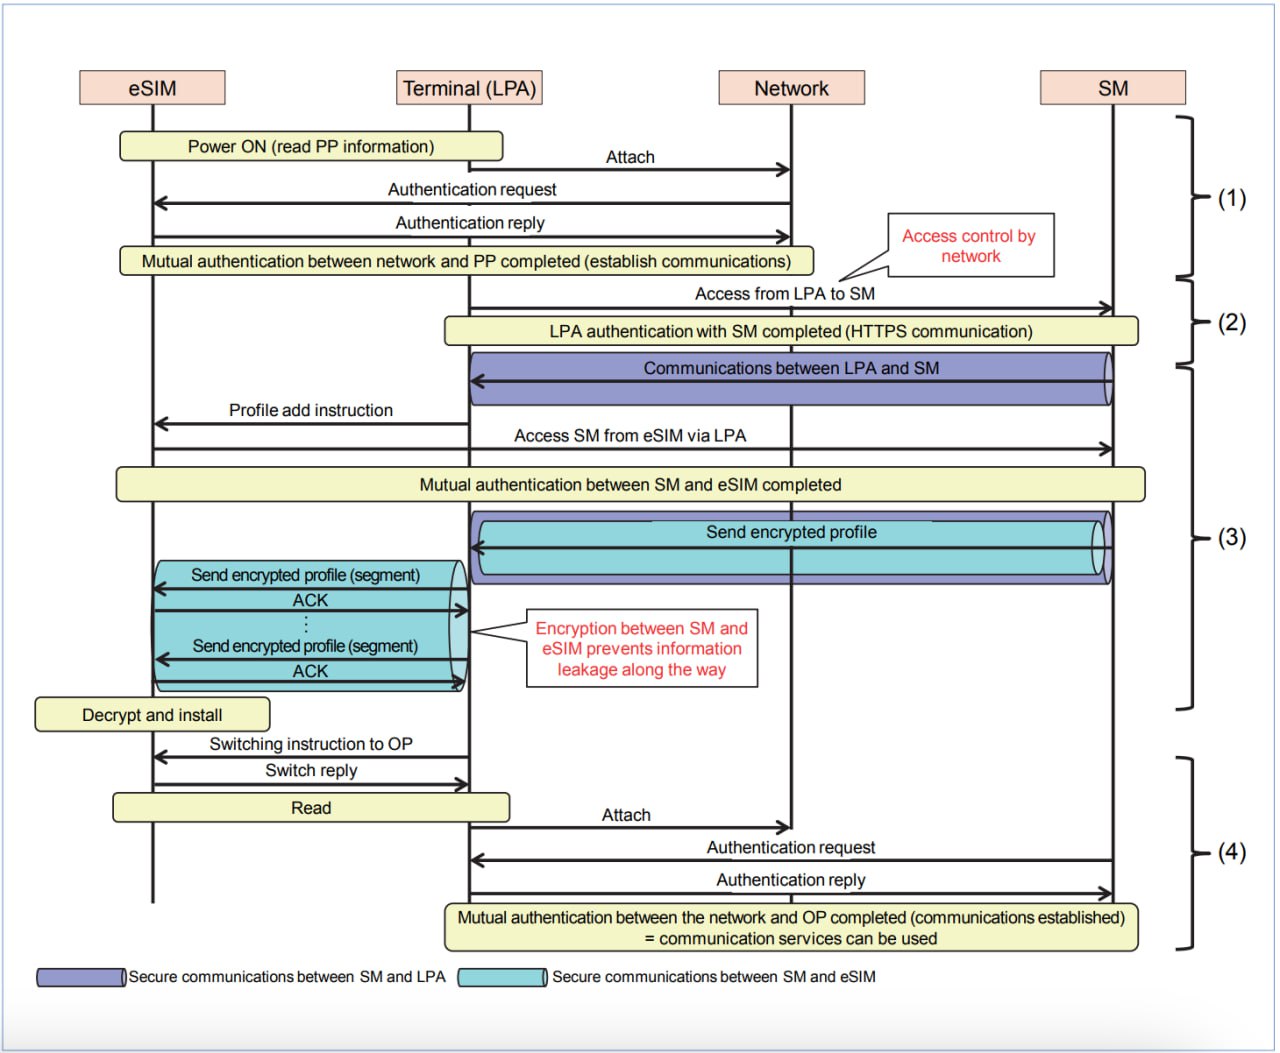 eSIM
Terminal (LPA)
Network
SM
Power ON (read PP information)
Attach
Authentication request
(1)
Authentication reply
Access control by
network
Mutual authentication between network and PP completed (establish communications)
Access from LPA to SM
(2)
LPA authentication with SM completed (HTTPS communication)
Communications between LPA and SM
Profile add instruction
Access SM from eSIM via LPA
Mutual authentication between SM and eSIM completed
Send encrypted profile
(3)
Send encrypted profile (segment)
ACK
Encryption between SM and
eSIM prevents information
leakage along the way
Send encrypted profile (segment)
ACK
Decrypt and install
Switching instruction to OP
Switch reply
Read
Attach
Authentication request
(4)
Authentication reply
Mutual authentication between the network and OP completed (communications established)
= communication services can be used
Secure communications between SM and LPA
Secure communications between SM and eSIM